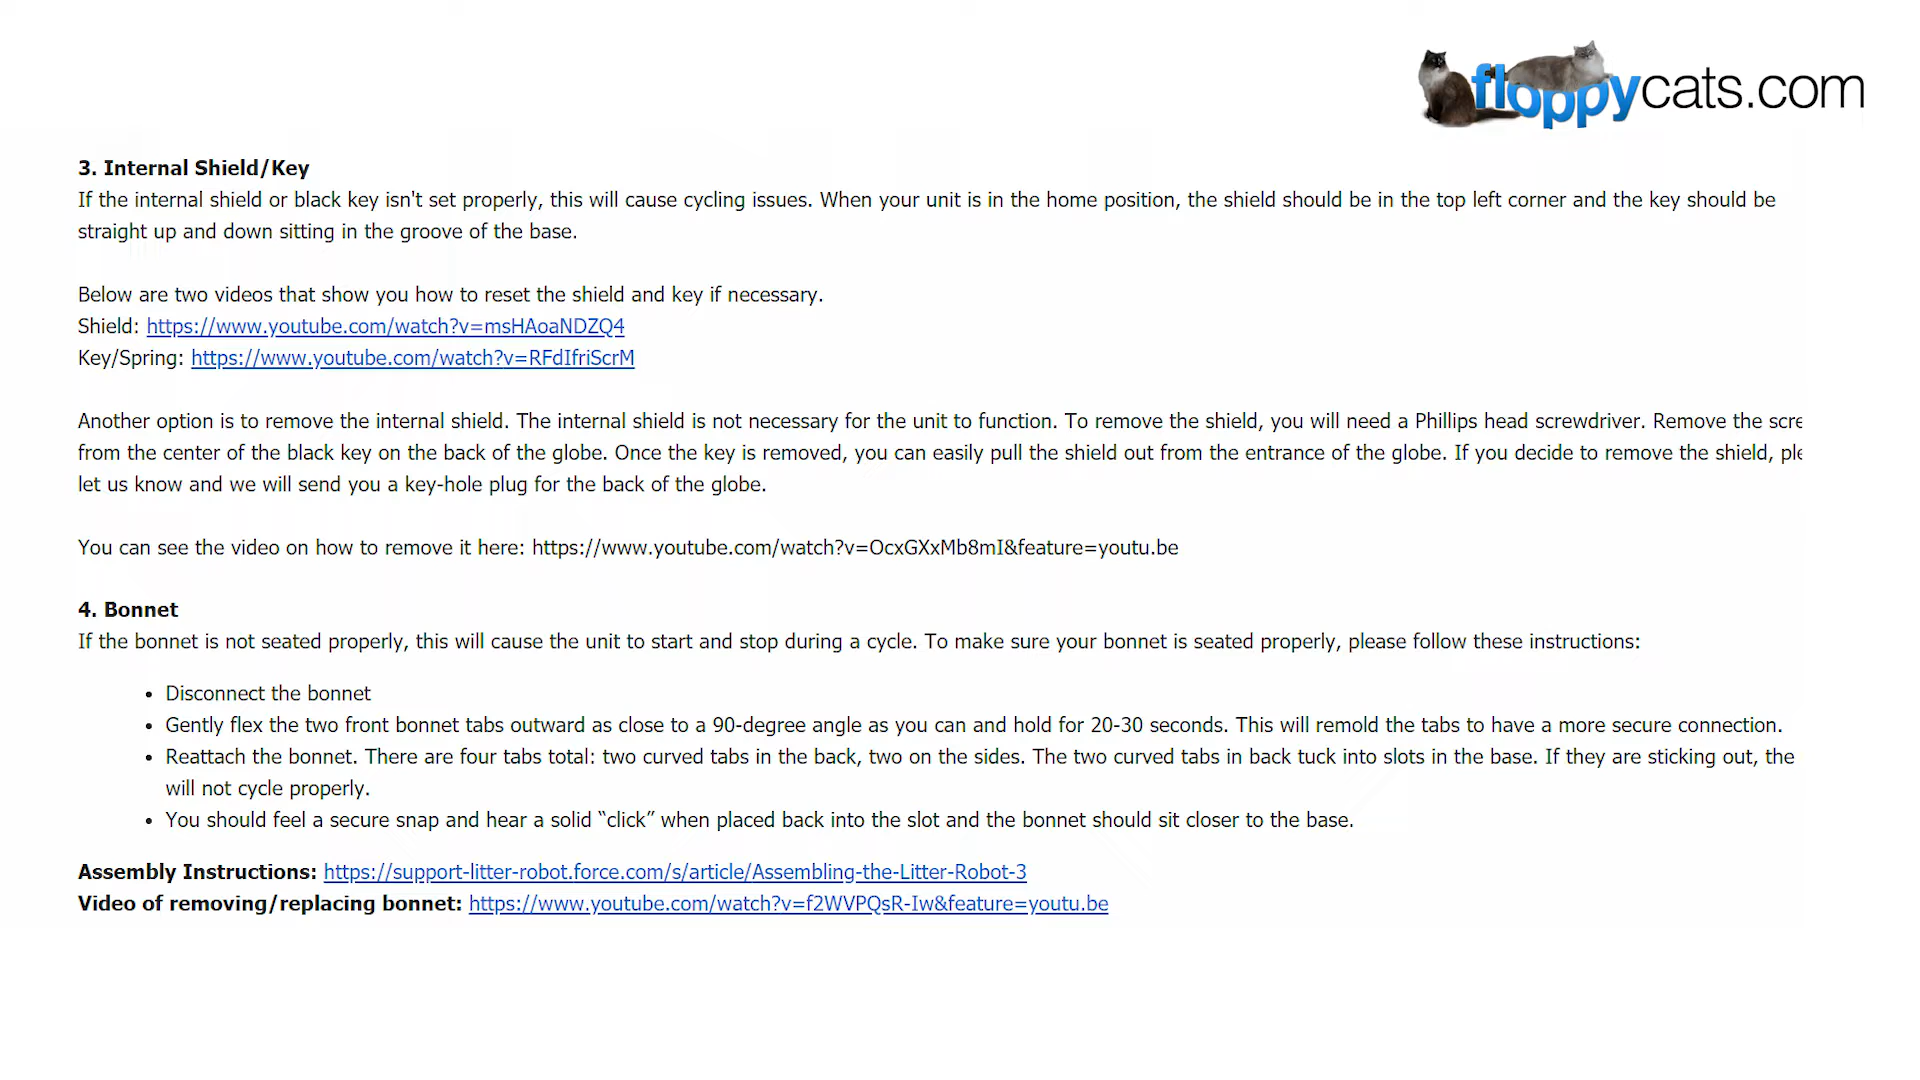 floppycats.com
3. Internal Shield/Key
If the internal shield or black key isn't set properly, this will cause cycling issues. When your unit is in the home position, the shield should be in the top left corner and the key should be
straight up and down sitting in the groove of the base.
Below are two videos that show you how to reset the shield and key if necessary.
Shield: https://www.youtube.com/watch?v=msHAoaNDZQ4
Key/Spring: https://www.youtube.com/watch?v=RFdIfriScrM
Another option is to remove the internal shield. The internal shield is not necessary for the unit to function. To remove the shield, you will need a Phillips head screwdriver. Remove the scre
from the center of the black key on the back of the globe. Once the key is removed, you can easily pull the shield out from the entrance of the globe. If you decide to remove the shield, ple
let us know and we will send you a key-hole plug for the back of the globe.
You can see the video on how to remove it here: https://www.youtube.com/watch?v=OcxGXxMb8mI&feature=youtu.be
4. Bonnet
If the bonnet is not seated properly, this will cause the unit to start and stop during a cycle. To make sure your bonnet is seated properly, please follow these instructions:
• Disconnect the bonnet
• Gently flex the two front bonnet tabs outward as close to a 90-degree angle as you can and hold for 20-30 seconds. This will remold the tabs to have a more secure connection.
• Reattach the bonnet. There are four tabs total: two curved tabs in the back, two on the sides. The two curved tabs in back tuck into slots in the base. If they are sticking out, the
will not cycle properly.
• You should feel a secure snap and hear a solid “click” when placed back into the slot and the bonnet should sit closer to the base.
Assembly Instructions: https://support-litter-robot.force.com/s/article/Assembling-the-Litter-Robot-3
Video of removing/replacing bonnet: https://www.youtube.com/watch?v=f2WVPQsR-Iw&feature=youtu.be